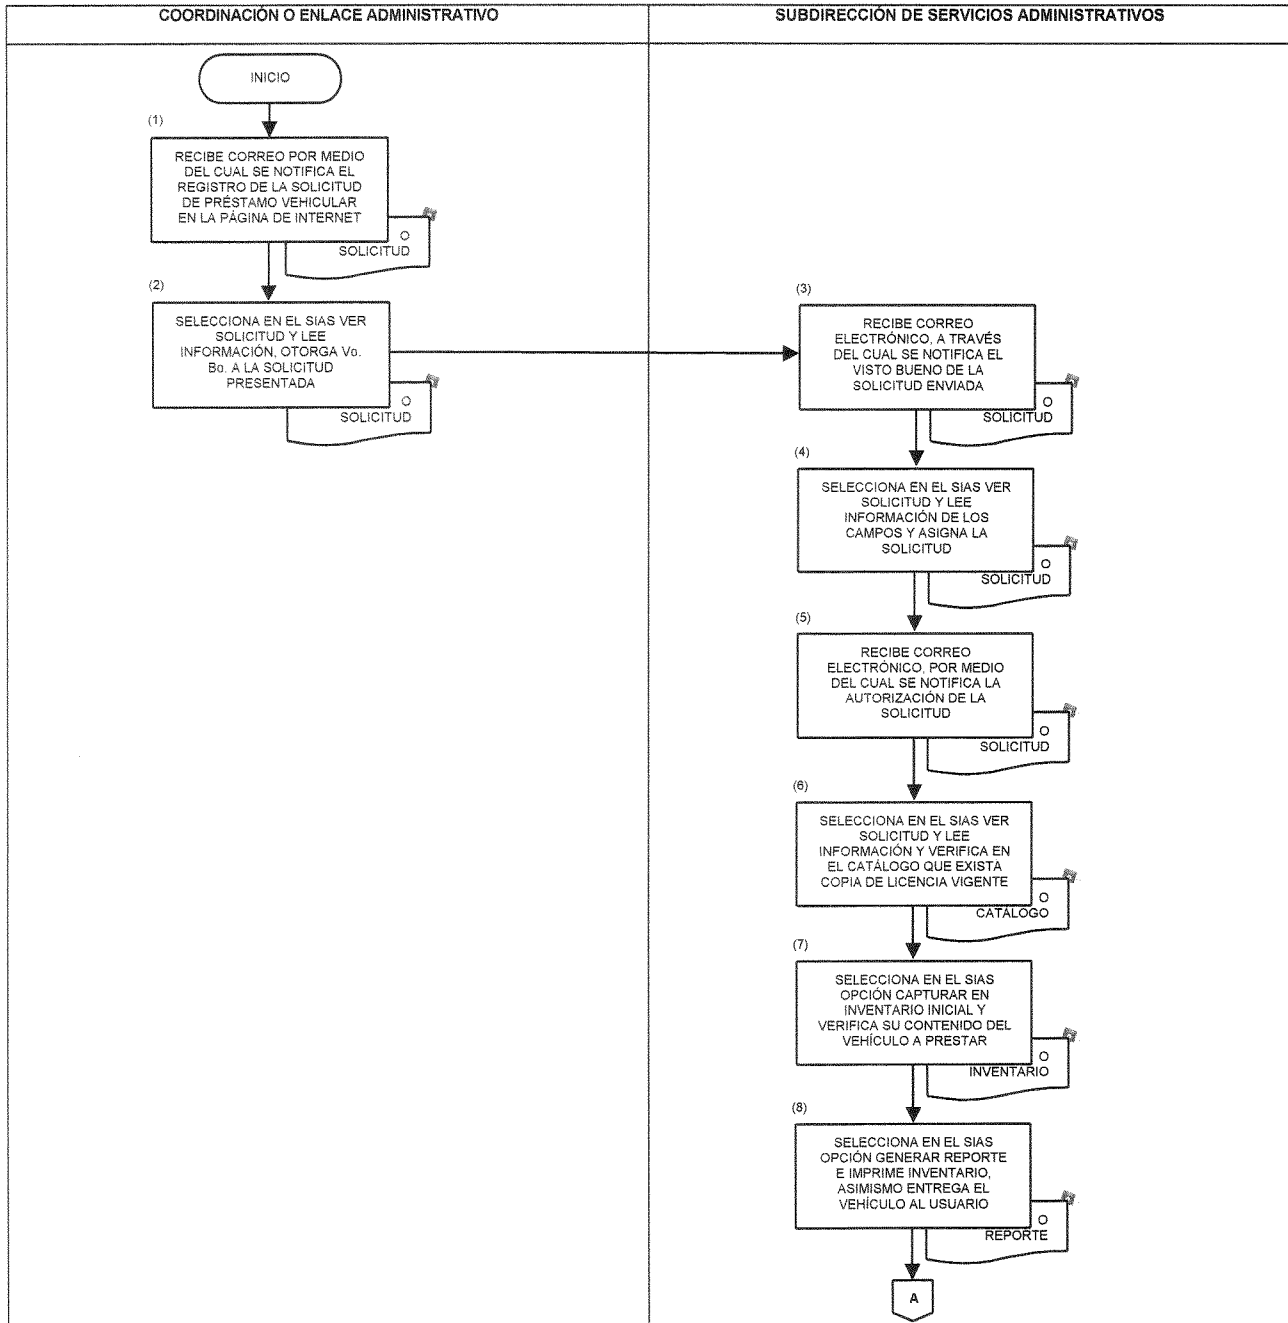 COORDINACIÓN O ENLACE ADMINISTRATIVO
SUBDIRECCIÓN DE SERVICIOS ADMINISTRATIVOS
INICIO
(1)
RECIBE CORREO POR MEDIO
DEL CUAL SE NOTIFICA EL
REGISTRO DE LA SOLICITUD
DE PRÉSTAMO VEHICULAR
EN LA PÁGINA DE INTERNET
O
SOLICITUD
(2)
SELECCIONA EN EL SIAS VER
SOLICITUD Y LEE
INFORMACIÓN, OTORGA Vo.
Bo. A LA SOLICITUD
PRESENTADA
O
SOLICITUD
(3)
RECIBE CORREO
ELECTRÓNICO, A TRAVÉS
DEL CUAL SE NOTIFICA EL
VISTO BUENO DE LA
SOLICITUD ENVIADA
O
SOLICITUD
(4)
SELECCIONA EN EL SIAS VER
SOLICITUD Y LEE
INFORMACIÓN DE LOS
CAMPOS Y ASIGNA LA
SOLICITUD
O
SOLICITUD
(5)
RECIBE CORREO
ELECTRÓNICO, POR MEDIO
DEL CUAL SE NOTIFICA LA
AUTORIZACIÓN DE LA
SOLICITUD
O
SOLICITUD
(6)
SELECCIONA EN EL SIAS VER
SOLICITUD Y LEE
INFORMACIÓN Y VERIFICA EN
EL CATÁLOGO QUE EXISTA
COPIA DE LICENCIA VIGENTE
O
CATÁLOGO
(7)
SELECCIONA EN EL SIAS
OPCIÓN CAPTURAR EN
INVENTARIO INICIAL Y
VERIFICA SU CONTENIDO DEL
VEHÍCULO A PRESTAR
O
INVENTARIO
(8)
SELECCIONA EN EL SIAS
OPCIÓN GENERAR REPORTE
E IMPRIME INVENTARIO,
ASIMISMO ENTREGA EL
VEHÍCULO AL USUARIO
O
REPORTE
A